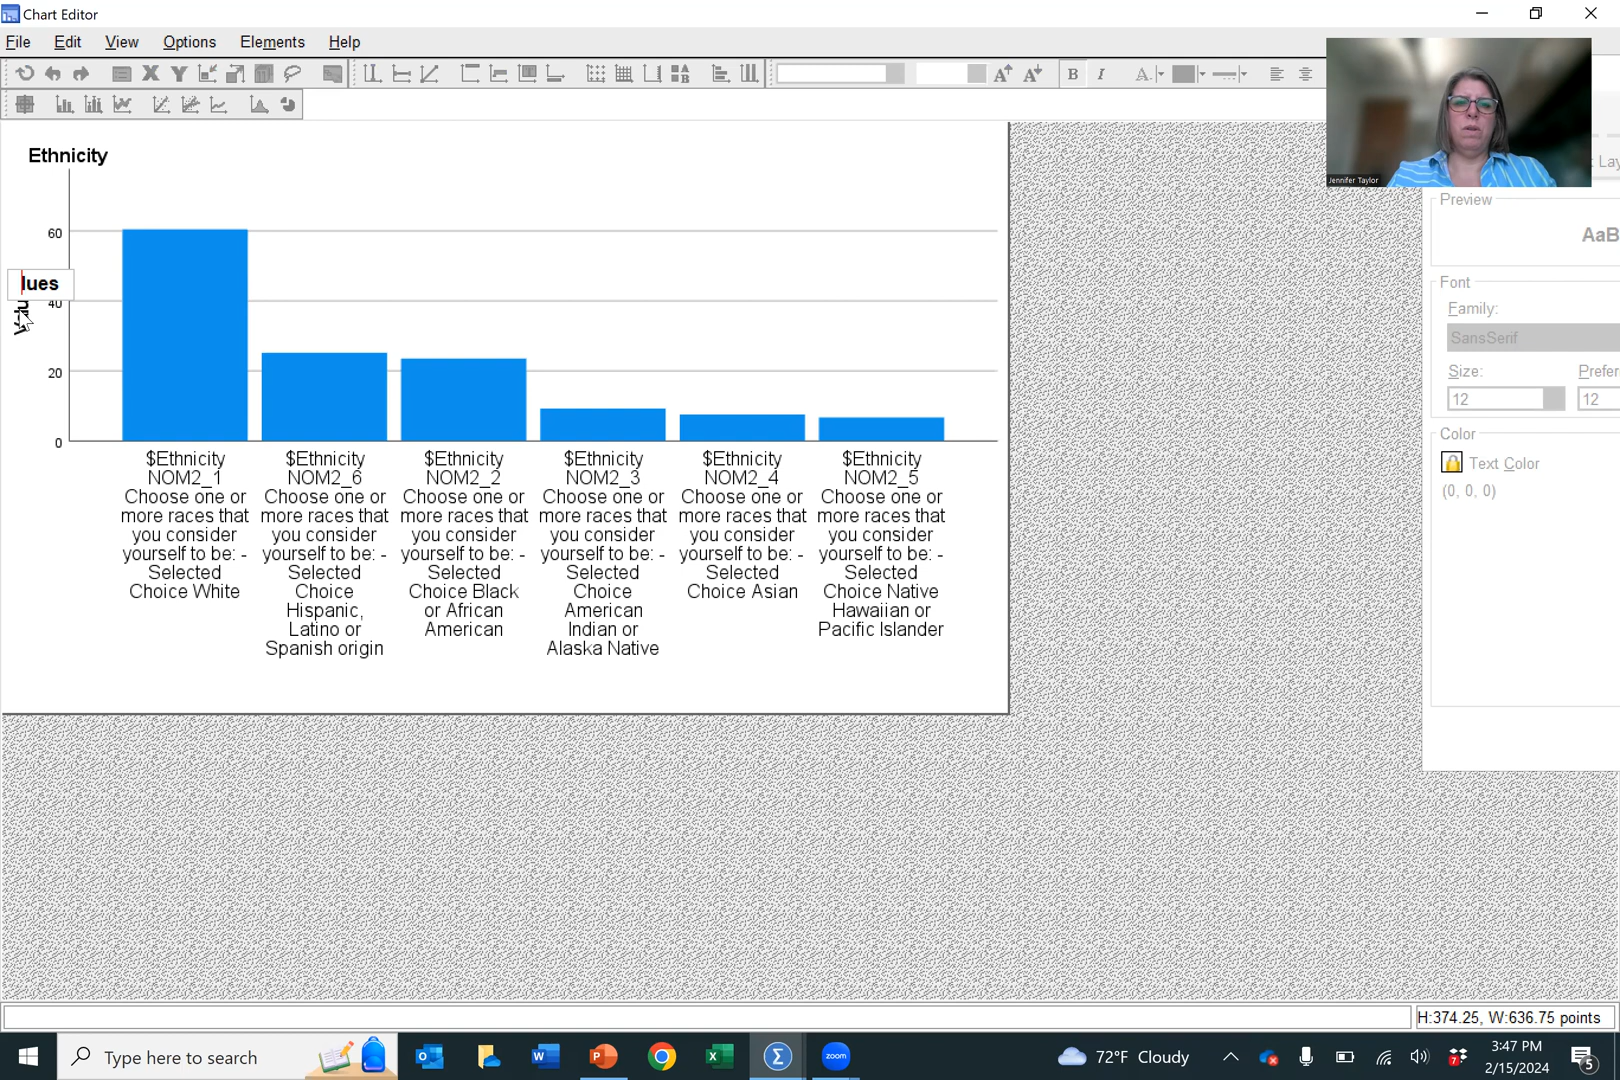 Chart Editor
File Edit View Options Elements Help
B I
Jennifer Taylor
Lay
Preview
AaB
Font
Family:
SansSerif
Size: Prefer
12 12
Color
Text Color
(0, 0, 0)
Ethnicity
60
lues
40
20
0
$Ethnicity NOM2_1 Choose one or more races that you consider yourself to be: - Selected Choice White
$Ethnicity NOM2_6 Choose one or more races that you consider yourself to be: - Selected Choice Hispanic, Latino or Spanish origin
$Ethnicity NOM2_2 Choose one or more races that you consider yourself to be: - Selected Choice Black or African American
$Ethnicity NOM2_3 Choose one or more races that you consider yourself to be: - Selected Choice American Indian or Alaska Native
$Ethnicity NOM2_4 Choose one or more races that you consider yourself to be: - Selected Choice Asian
$Ethnicity NOM2_5 Choose one or more races that you consider yourself to be: - Selected Choice Native Hawaiian or Pacific Islander
H:374.25, W:636.75 points
Type here to search
zoom
72°F Cloudy
7
3:47 PM
2/15/2024
5